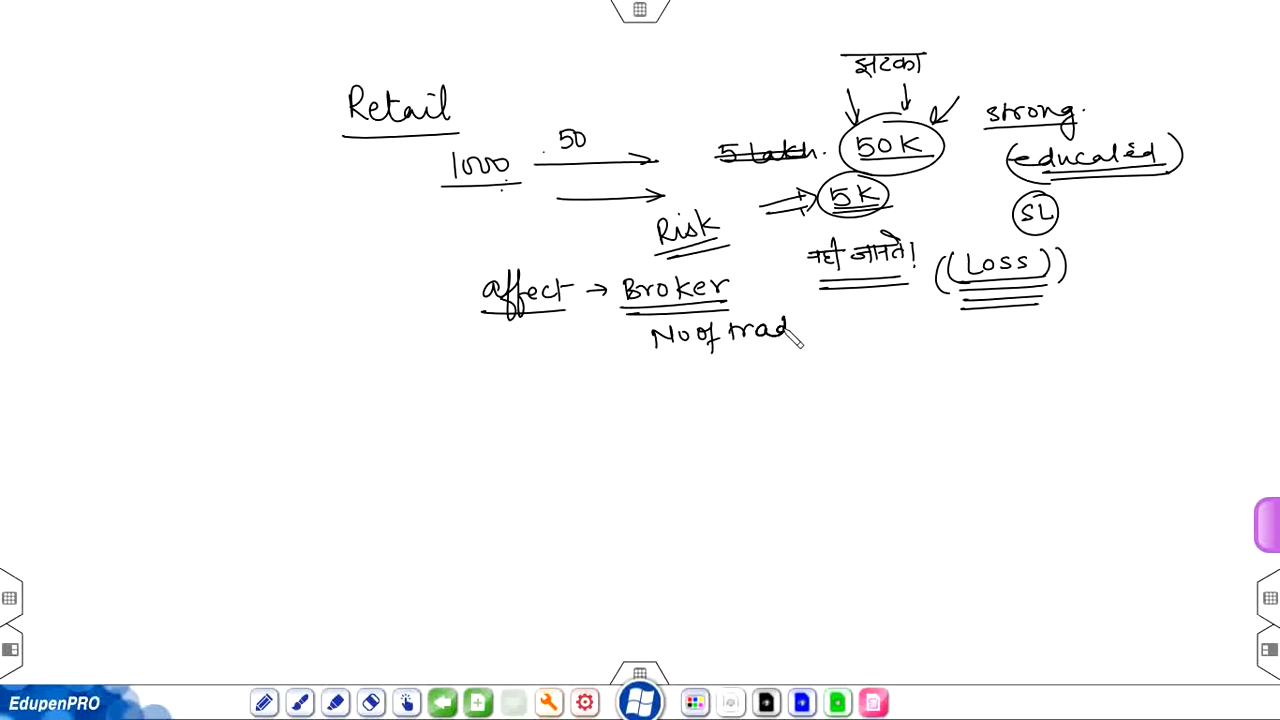 झटका
Retail
strong.
50
5 Lakh.
50K
(educated)
1000
5K
SL
Risk
नही जानते!
((Loss))
affect → Broker
No of trad
EdupenPRO